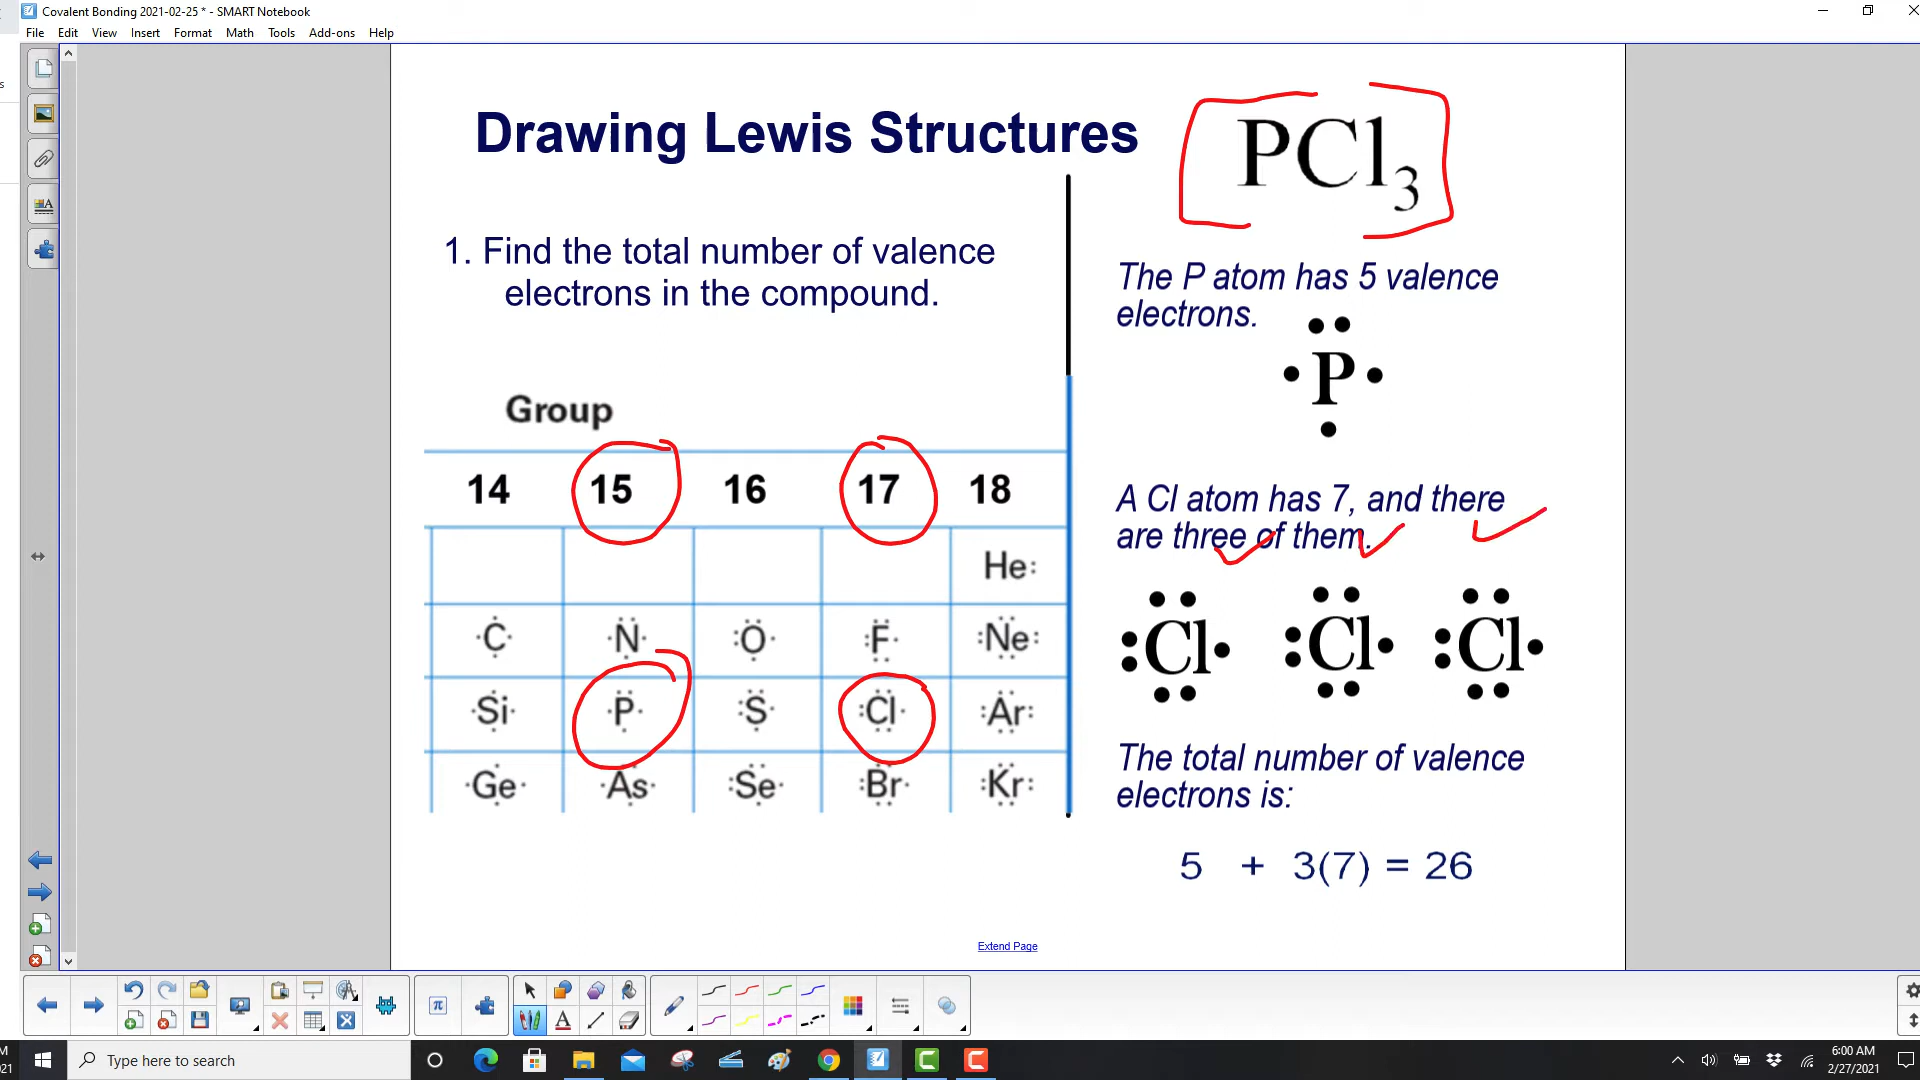 Covalent Bonding 2021-02-25 * - SMART Notebook
File Edit View Insert Format Math Tools Add-ons Help
Drawing Lewis Structures
PCl3
1. Find the total number of valence
electrons in the compound.
The P atom has 5 valence
electrons.
P
Group
14 15 16 17 18
He
C N O F Ne
Si P S Cl Ar
Ge As Se Br Kr
A Cl atom has 7, and there
are three of them.
Cl Cl Cl
The total number of valence
electrons is:
5 + 3(7) = 26
Extend Page
Type here to search
6:00 AM
2/27/2021